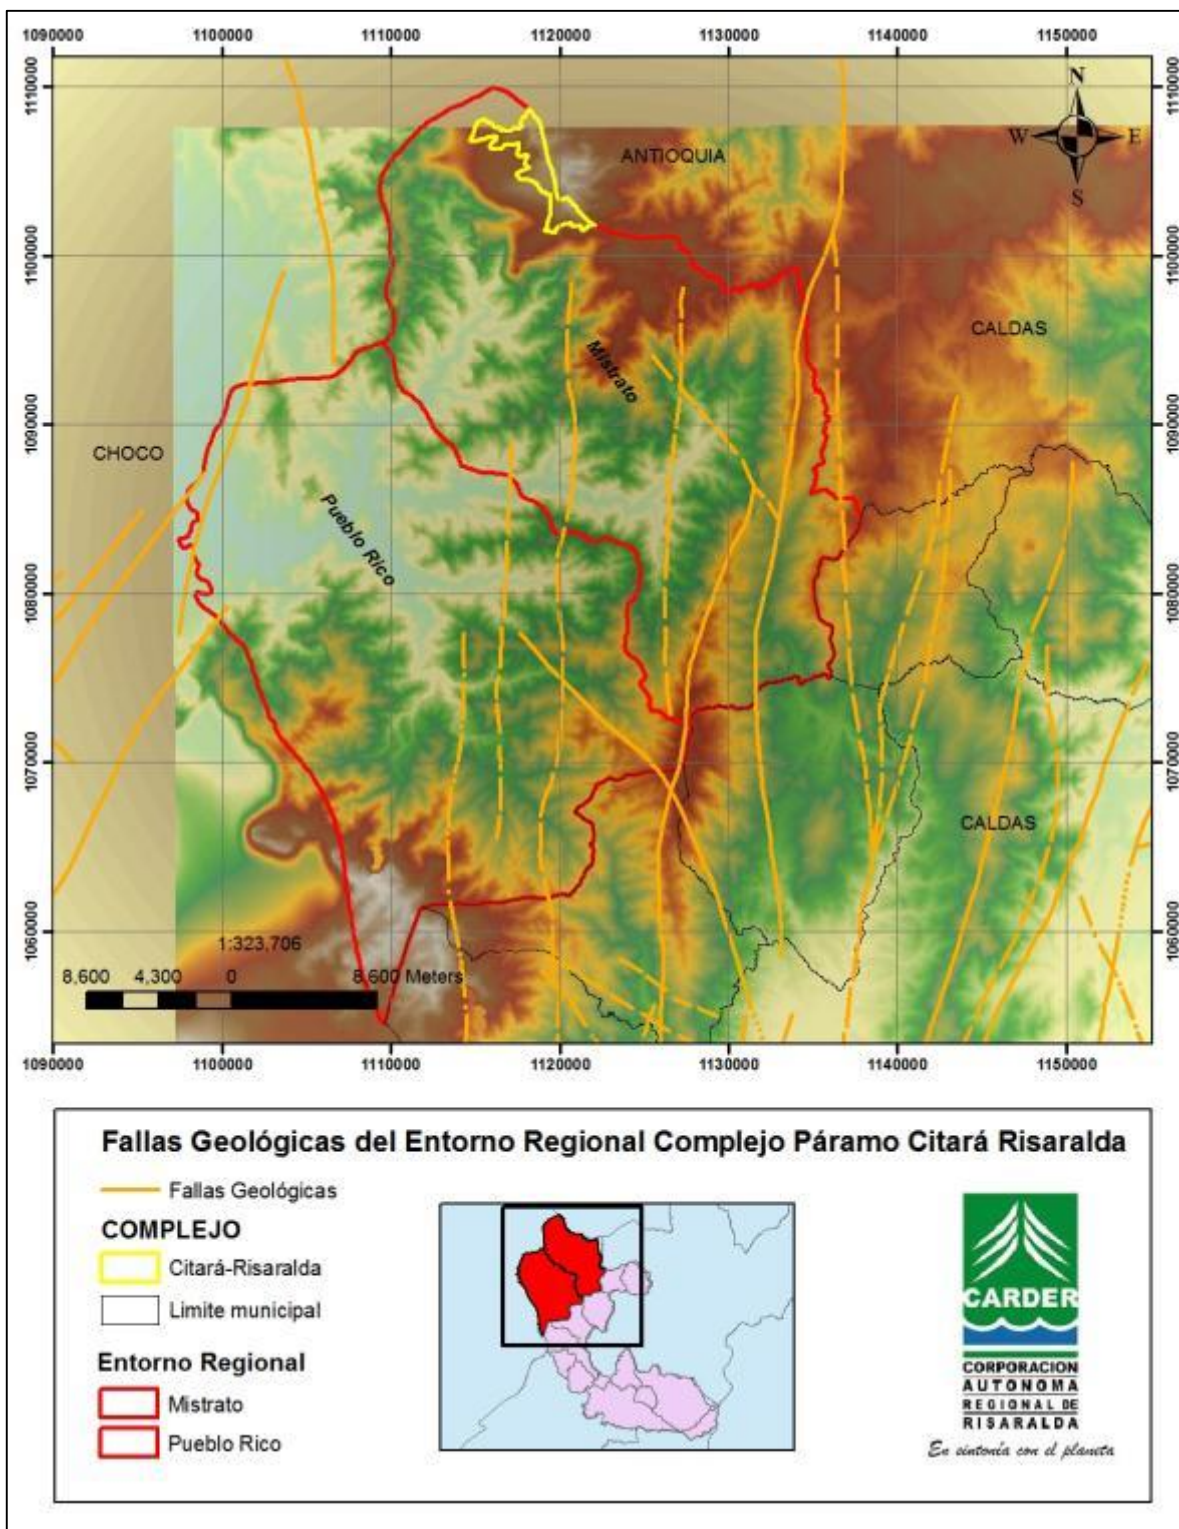 1090000 1100000 1110000 1120000 1130000 1140000 1150000
1110000 1110000
N
W E
S
ANTIOQUIA
1100000 1100000
CALDAS
Mistrato
1090000 1090000
CHOCO
Pueblo Rico
1080000 1080000
1070000 1070000
CALDAS
1060000 1060000
1:323,706
8,600 4,300 0 8,600 Meters
1090000 1100000 1110000 1120000 1130000 1140000 1150000
Fallas Geológicas del Entorno Regional Complejo Páramo Citará Risaralda
Fallas Geológicas
COMPLEJO
Citará-Risaralda
Limite municipal
Entorno Regional
Mistrato
Pueblo Rico
CARDER
CORPORACION
AUTONOMA
REGIONAL DE
RISARALDA
En sintonía con el planeta